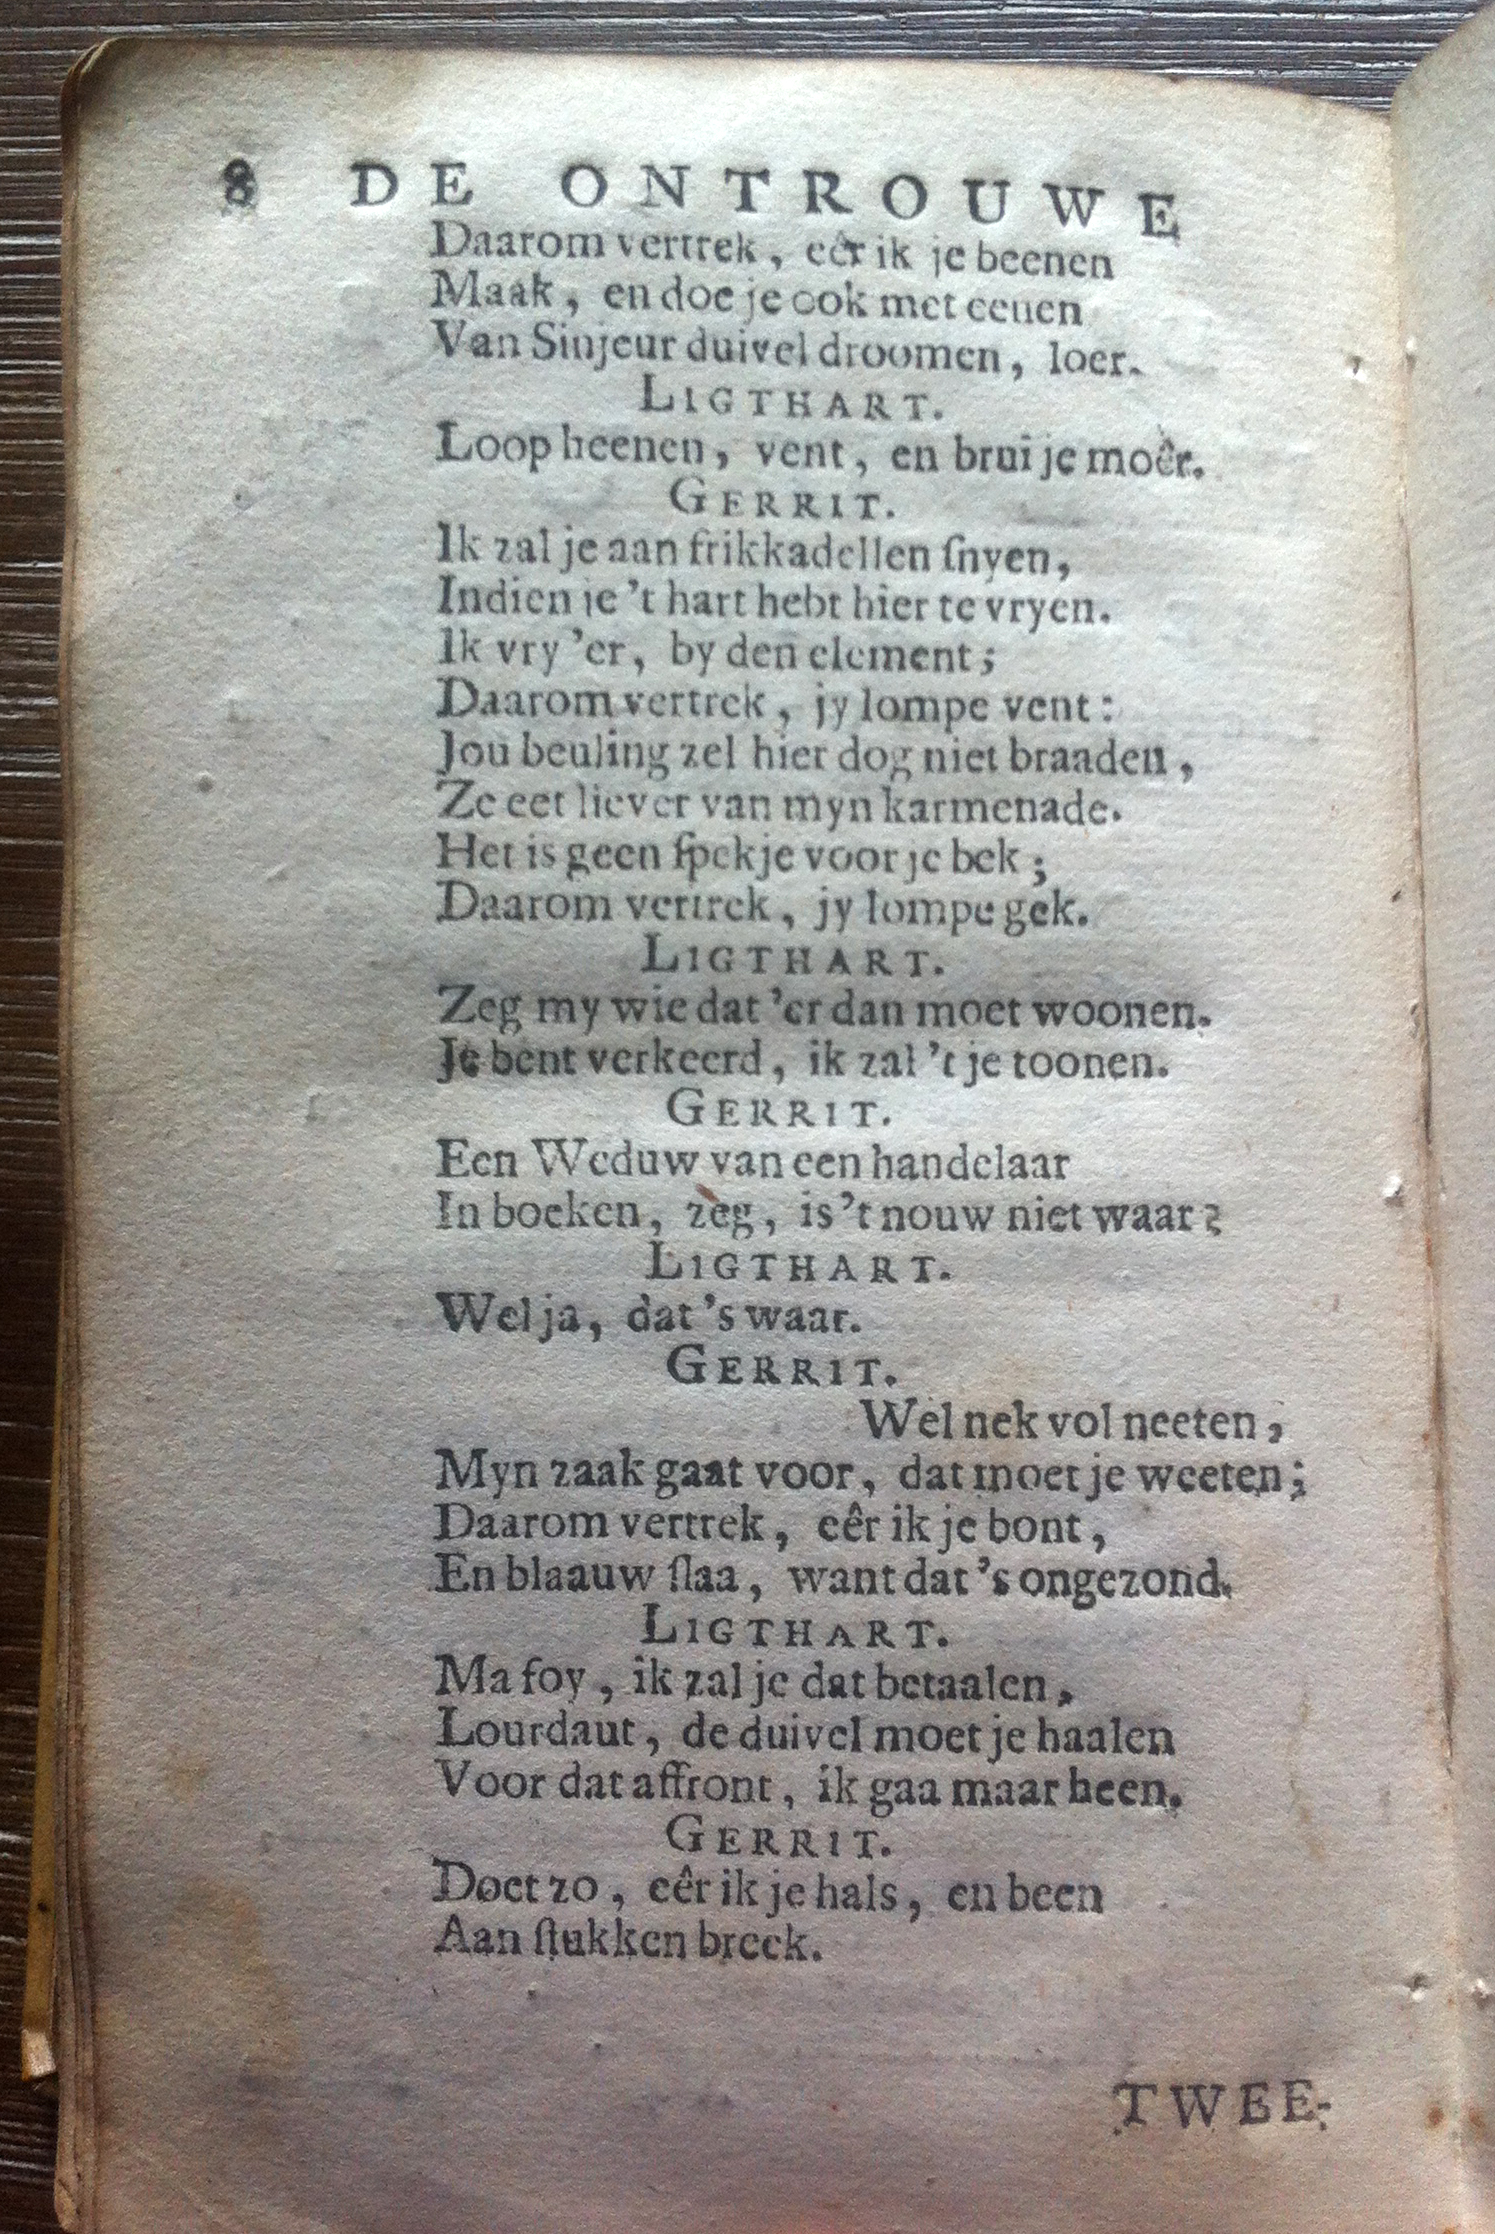 8 DE ONTROUWE
Daarom vertrek, eêr ik je beenen
Maak, en doe je ook met eenen
Van Sinjeur duivel droomen, loer.
LIGTHART.
Loop heenen, vent, en brui je moêr.
GERRIT.
Ik zal je aan frikkadellen ſnyen,
Indien je 't hart hebt hier te vryen.
Ik vry 'er, by den element;
Daarom vertrek, jy lompe vent:
Jou beuling zel hier dog niet braaden,
Ze eet liever van myn karmenade.
Het is geen ſpekje voor je bek;
Daarom vertrek, jy lompe gek.
LIGTHART.
Zeg my wie dat 'er dan moet woonen.
Je bent verkeerd, ik zal 't je toonen.
GERRIT.
Een Weduw van een handelaar
In boeken, zeg, is 't nouw niet waar?
LIGTHART.
Wel ja, dat 's waar.
GERRIT.
Wel nek vol neeten,
Myn zaak gaat voor, dat moet je weeten;
Daarom vertrek, eêr ik je bont,
En blaauw ſlaa, want dat 's ongezond.
LIGTHART.
Ma foy, ik zal je dat betaalen,
Lourdaut, de duivel moet je haalen
Voor dat affront, ik gaa maar heen.
GERRIT.
Doet zo, eêr ik je hals, en been
Aan ſtukken breek.
TWEE-